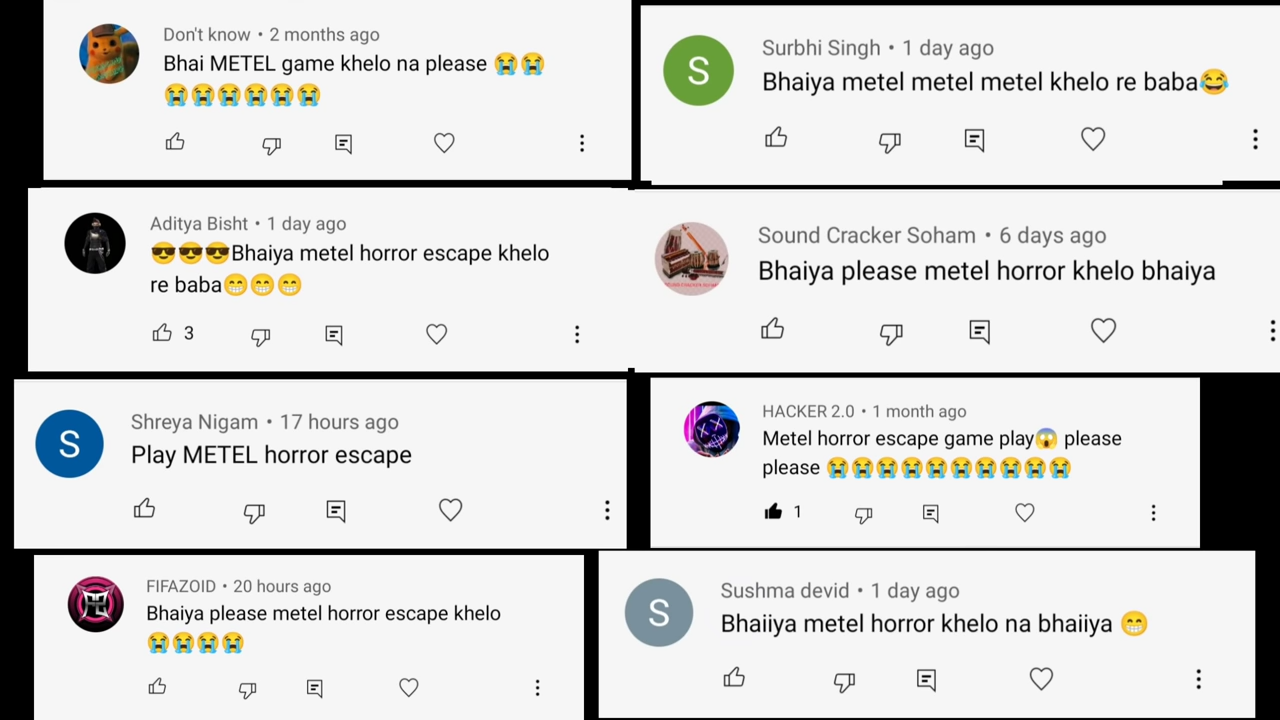 Don't know • 2 months ago
Bhai METEL game khelo na please 😭😭
😭😭😭😭😭😭
Surbhi Singh • 1 day ago
S
Bhaiya metel metel metel khelo re baba😂
Aditya Bisht • 1 day ago
😎😎😎Bhaiya metel horror escape khelo
re baba😁😁😁
3
Sound Cracker Soham • 6 days ago
Bhaiya please metel horror khelo bhaiya
Shreya Nigam • 17 hours ago
S
Play METEL horror escape
HACKER 2.0 • 1 month ago
Metel horror escape game play😱 please
please 😭😭😭😭😭😭😭😭😭😭
1
FIFAZOID • 20 hours ago
Bhaiya please metel horror escape khelo
😭😭😭😭
Sushma devid • 1 day ago
S
Bhaiiya metel horror khelo na bhaiiya 😁